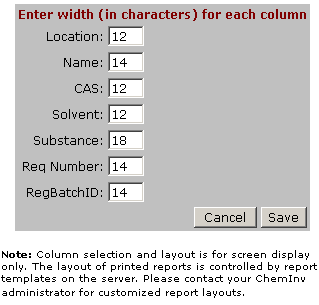 Enter width (in characters) for each column
Location: 12
Name: 14
CAS: 12
Solvent: 12
Substance: 18
Req Number: 14
RegBatchID: 14
Cancel Save
Note: Column selection and layout is for screen display
only. The layout of printed reports is controlled by report
templates on the server. Please contact your ChemInv
administrator for customized report layouts.